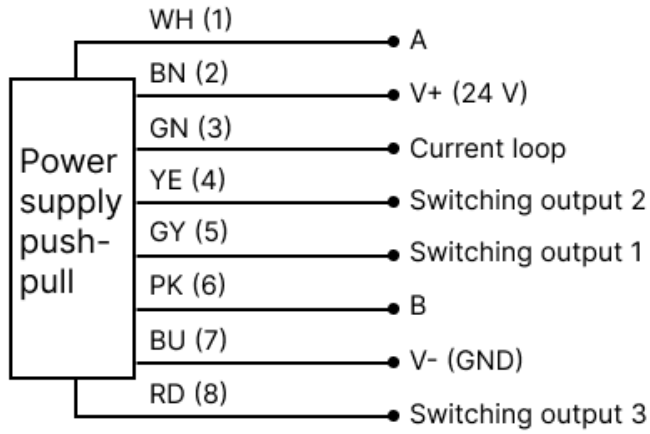 WH (1)
A
BN (2)
V+ (24 V)
GN (3)
Current loop
Power
supply
push-
pull
YE (4)
Switching output 2
GY (5)
Switching output 1
PK (6)
B
BU (7)
V- (GND)
RD (8)
Switching output 3